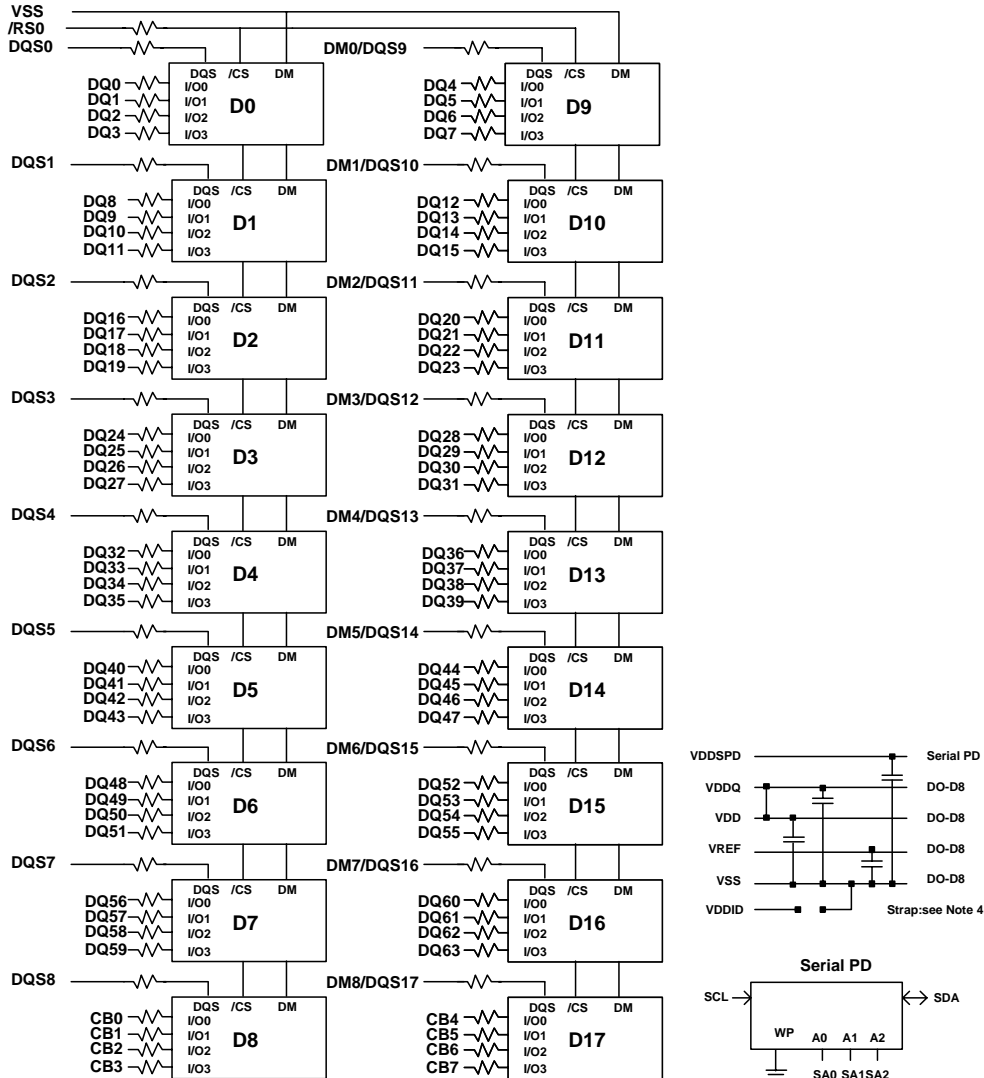 VSS
/RS0
DQS0
DM0/DQS9
DQS /CS DM
DQ0 I/O0
DQ1 I/O1
DQ2 I/O2
DQ3 I/O3
D0
DQS /CS DM
DQ4 I/O0
DQ5 I/O1
DQ6 I/O2
DQ7 I/O3
D9
DQS1
DM1/DQS10
DQS /CS DM
DQ8 I/O0
DQ9 I/O1
DQ10 I/O2
DQ11 I/O3
D1
DQS /CS DM
DQ12 I/O0
DQ13 I/O1
DQ14 I/O2
DQ15 I/O3
D10
DQS2
DM2/DQS11
DQS /CS DM
DQ16 I/O0
DQ17 I/O1
DQ18 I/O2
DQ19 I/O3
D2
DQS /CS DM
DQ20 I/O0
DQ21 I/O1
DQ22 I/O2
DQ23 I/O3
D11
DQS3
DM3/DQS12
DQS /CS DM
DQ24 I/O0
DQ25 I/O1
DQ26 I/O2
DQ27 I/O3
D3
DQS /CS DM
DQ28 I/O0
DQ29 I/O1
DQ30 I/O2
DQ31 I/O3
D12
DQS4
DM4/DQS13
DQS /CS DM
DQ32 I/O0
DQ33 I/O1
DQ34 I/O2
DQ35 I/O3
D4
DQS /CS DM
DQ36 I/O0
DQ37 I/O1
DQ38 I/O2
DQ39 I/O3
D13
DQS5
DM5/DQS14
DQS /CS DM
DQ40 I/O0
DQ41 I/O1
DQ42 I/O2
DQ43 I/O3
D5
DQS /CS DM
DQ44 I/O0
DQ45 I/O1
DQ46 I/O2
DQ47 I/O3
D14
DQS6
DM6/DQS15
DQS /CS DM
DQ48 I/O0
DQ49 I/O1
DQ50 I/O2
DQ51 I/O3
D6
DQS /CS DM
DQ52 I/O0
DQ53 I/O1
DQ54 I/O2
DQ55 I/O3
D15
DQS7
DM7/DQS16
DQS /CS DM
DQ56 I/O0
DQ57 I/O1
DQ58 I/O2
DQ59 I/O3
D7
DQS /CS DM
DQ60 I/O0
DQ61 I/O1
DQ62 I/O2
DQ63 I/O3
D16
DQS8
DM8/DQS17
DQS /CS DM
CB0 I/O0
CB1 I/O1
CB2 I/O2
CB3 I/O3
D8
DQS /CS DM
CB4 I/O0
CB5 I/O1
CB6 I/O2
CB7 I/O3
D17
VDDSPD Serial PD
VDDQ DO-D8
VDD DO-D8
VREF DO-D8
VSS DO-D8
VDDID Strap:see Note 4
Serial PD
SCL SDA
WP A0 A1 A2
SA0 SA1 SA2